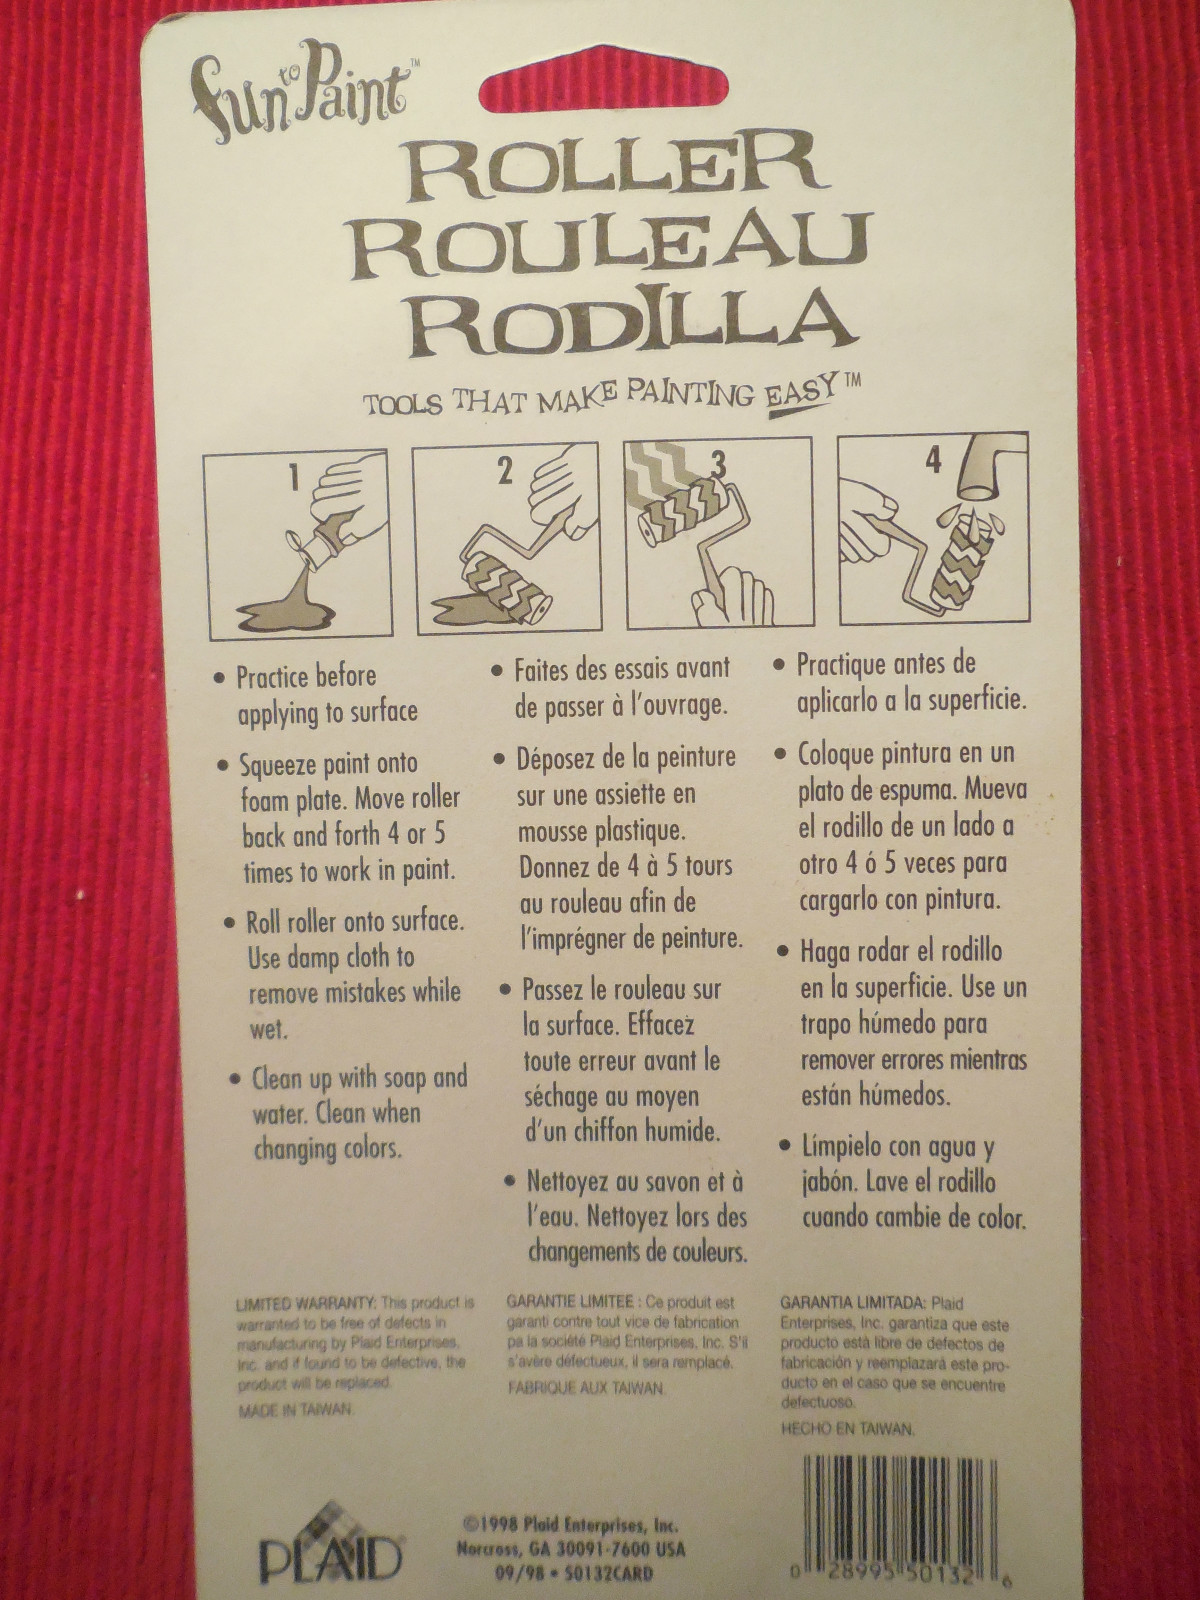 Fun to Paint™
ROLLER
ROULEAU
RODILLA
TOOLS THAT MAKE PAINTING EASY™
1
2
3
4
• Practice before
applying to surface
• Squeeze paint onto
foam plate. Move roller
back and forth 4 or 5
times to work in paint.
• Roll roller onto surface.
Use damp cloth to
remove mistakes while
wet.
• Clean up with soap and
water. Clean when
changing colors.
• Faites des essais avant
de passer à l'ouvrage.
• Déposez de la peinture
sur une assiette en
mousse plastique.
Donnez de 4 à 5 tours
au rouleau afin de
l'imprégner de peinture.
• Passez le rouleau sur
la surface. Effacez
toute erreur avant le
séchage au moyen
d'un chiffon humide.
• Nettoyez au savon et à
l'eau. Nettoyez lors des
changements de couleurs.
• Practique antes de
aplicarlo a la superficie.
• Coloque pintura en un
plato de espuma. Mueva
el rodillo de un lado a
otro 4 ó 5 veces para
cargarlo con pintura.
• Haga rodar el rodillo
en la superficie. Use un
trapo húmedo para
remover errores mientras
están húmedos.
• Límpielo con agua y
jabón. Lave el rodillo
cuando cambie de color.
LIMITED WARRANTY: This product is
warranted to be free of defects in
manufacturing by Plaid Enterprises,
Inc. and if found to be defective, the
product will be replaced.
MADE IN TAIWAN.
GARANTIE LIMITEE : Ce produit est
garanti contre tout vice de fabrication
pa la société Plaid Enterprises, Inc. S'il
s'avère défectueux, il sera remplacé.
FABRIQUE AUX TAIWAN.
GARANTIA LIMITADA: Plaid
Enterprises, Inc. garantiza que este
producto está libre de defectos de
fabricación y reemplazará este pro-
ducto en el caso que se encuentre
defectuoso.
HECHO EN TAIWAN.
PLAID
©1998 Plaid Enterprises, Inc.
Norcross, GA 30091-7600 USA
09/98 • 50132CARD
0 28995 50132 6